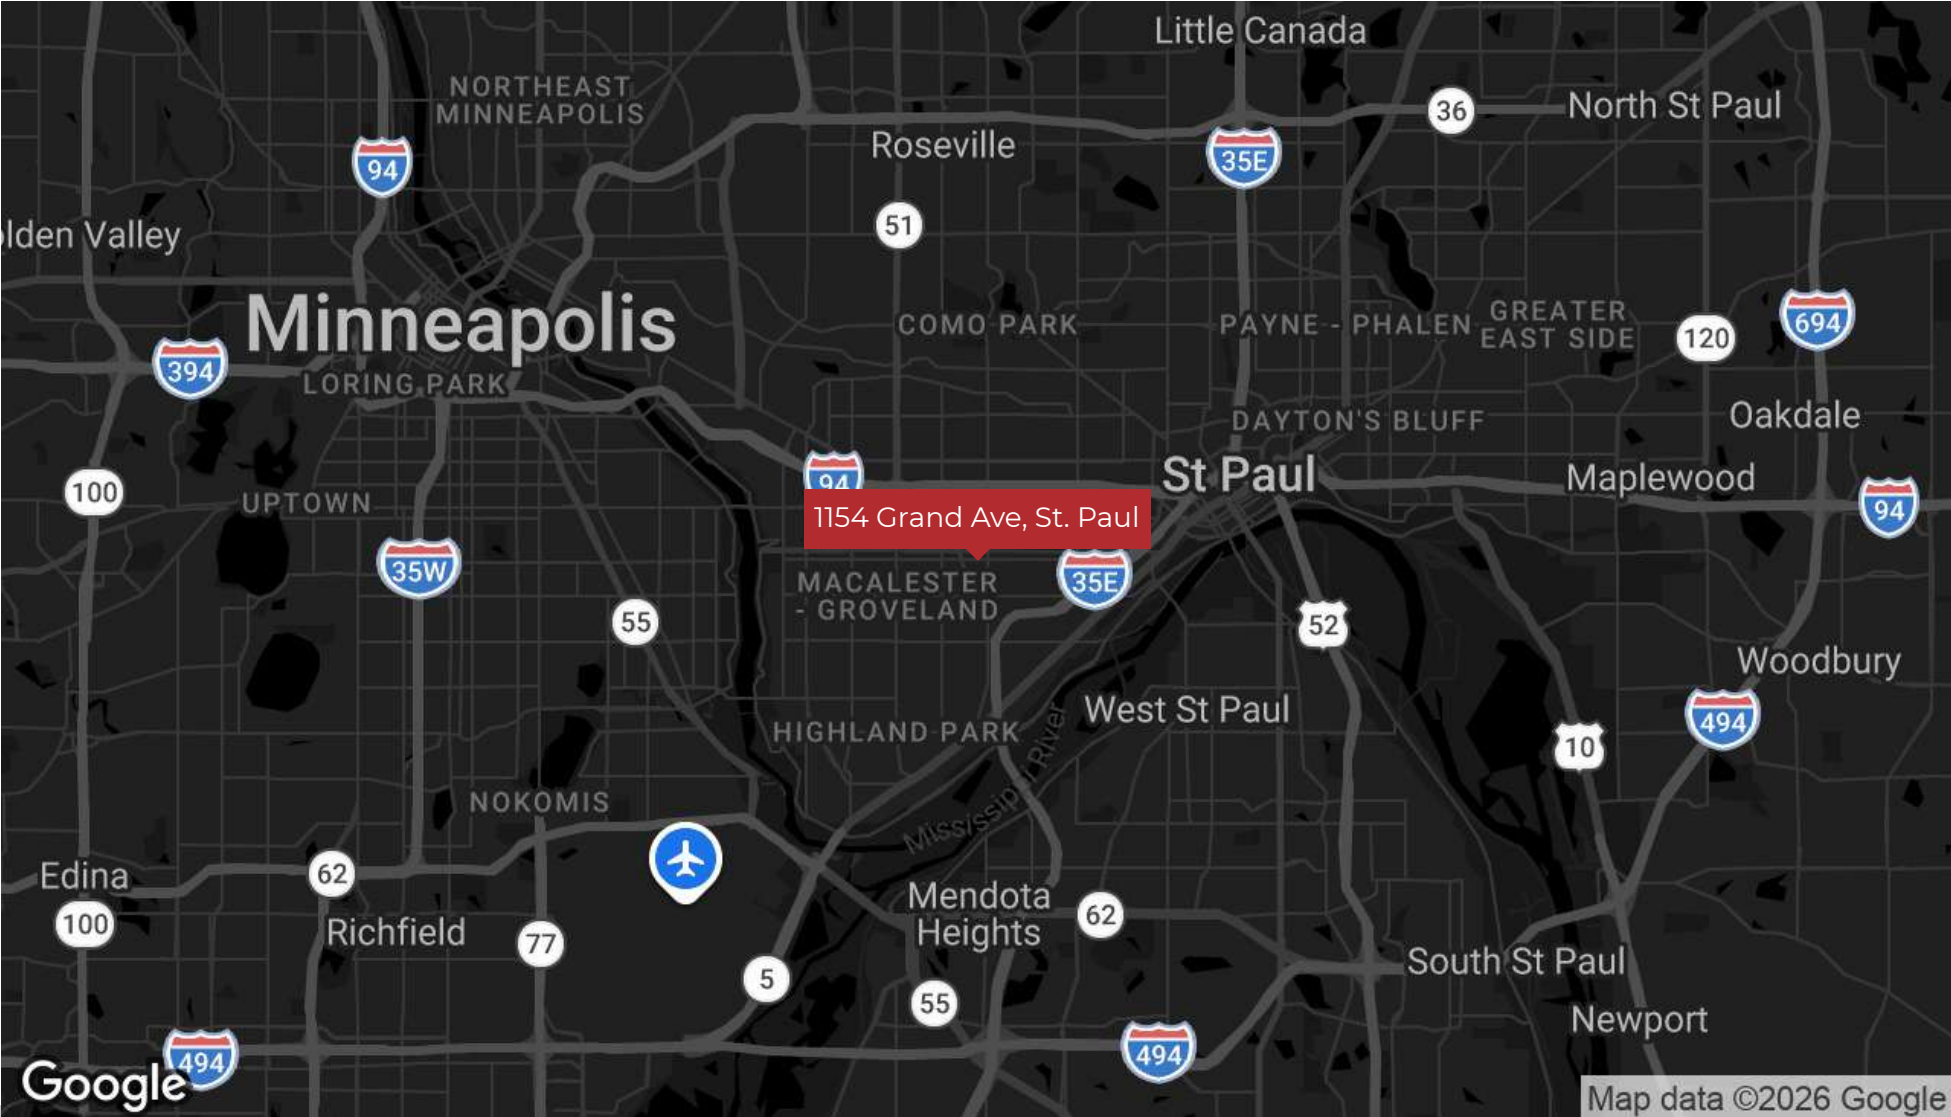 Little Canada
NORTHEAST
MINNEAPOLIS
36
North St Paul
94
Roseville
35E
51
lden Valley
Minneapolis
COMO PARK
PAYNE - PHALEN
GREATER
EAST SIDE
120
694
394
LORING PARK
DAYTON'S BLUFF
Oakdale
94
St Paul
Maplewood
100
UPTOWN
94
1154 Grand Ave, St. Paul
35W
MACALESTER
- GROVELAND
35E
55
52
Woodbury
West St Paul
494
HIGHLAND PARK
Mississippi River
10
NOKOMIS
Edina
62
Mendota
Heights
62
100
Richfield
77
5
South St Paul
55
Newport
494
494
Google
Map data ©2026 Google